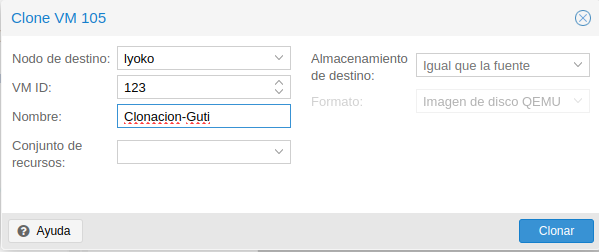 Clone VM 105
Nodo de destino: lyoko
VM ID: 123
Nombre: Clonacion-Guti
Conjunto de
recursos:
Almacenamiento
de destino: Igual que la fuente
Formato: Imagen de disco QEMU
Ayuda
Clonar